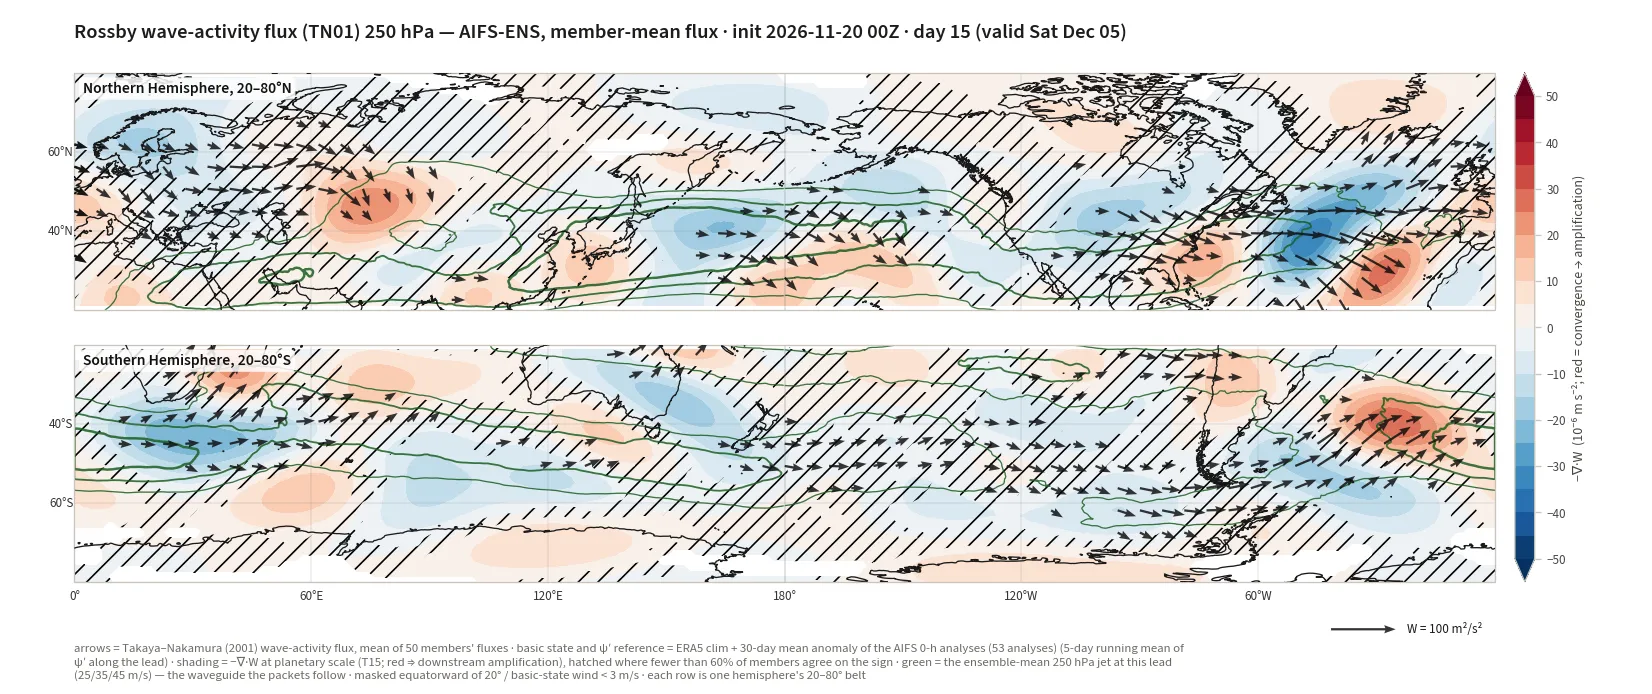 Rossby wave-activity flux (TN01) 250 hPa — AIFS-ENS, member-mean flux · init 2026-11-20 00Z · day 15 (valid Sat Dec 05)
Northern Hemisphere, 20–80°N
60°N
40°N
Southern Hemisphere, 20–80°S
40°S
60°S
0°
60°E
120°E
180°
120°W
60°W
50
40
30
20
10
0
−10
−20
−30
−40
−50
−∇·W (10⁻⁶ m s⁻²; red = convergence → amplification)
W = 100 m²/s²
arrows = Takaya–Nakamura (2001) wave-activity flux, mean of 50 members' fluxes · basic state and ψ' reference = ERA5 clim + 30-day mean anomaly of the AIFS 0-h analyses (53 analyses) (5-day running mean of
ψ' along the lead) · shading = −∇·W at planetary scale (T15; red ⇒ downstream amplification), hatched where fewer than 60% of members agree on the sign · green = the ensemble-mean 250 hPa jet at this lead
(25/35/45 m/s) — the waveguide the packets follow · masked equatorward of 20° / basic-state wind < 3 m/s · each row is one hemisphere's 20–80° belt